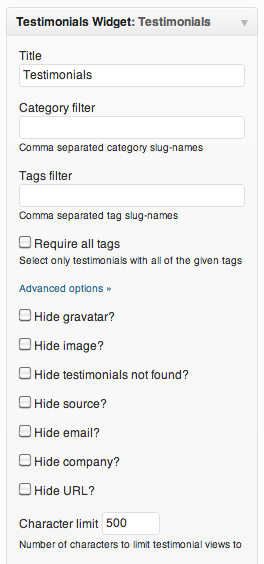 Testimonials Widget: Testimonials
Title
Testimonials
Category filter
Comma separated category slug-names
Tags filter
Comma separated tag slug-names
Require all tags
Select only testimonials with all of the given tags
Advanced options »
Hide gravatar?
Hide image?
Hide testimonials not found?
Hide source?
Hide email?
Hide company?
Hide URL?
Character limit 500
Number of characters to limit testimonial views to